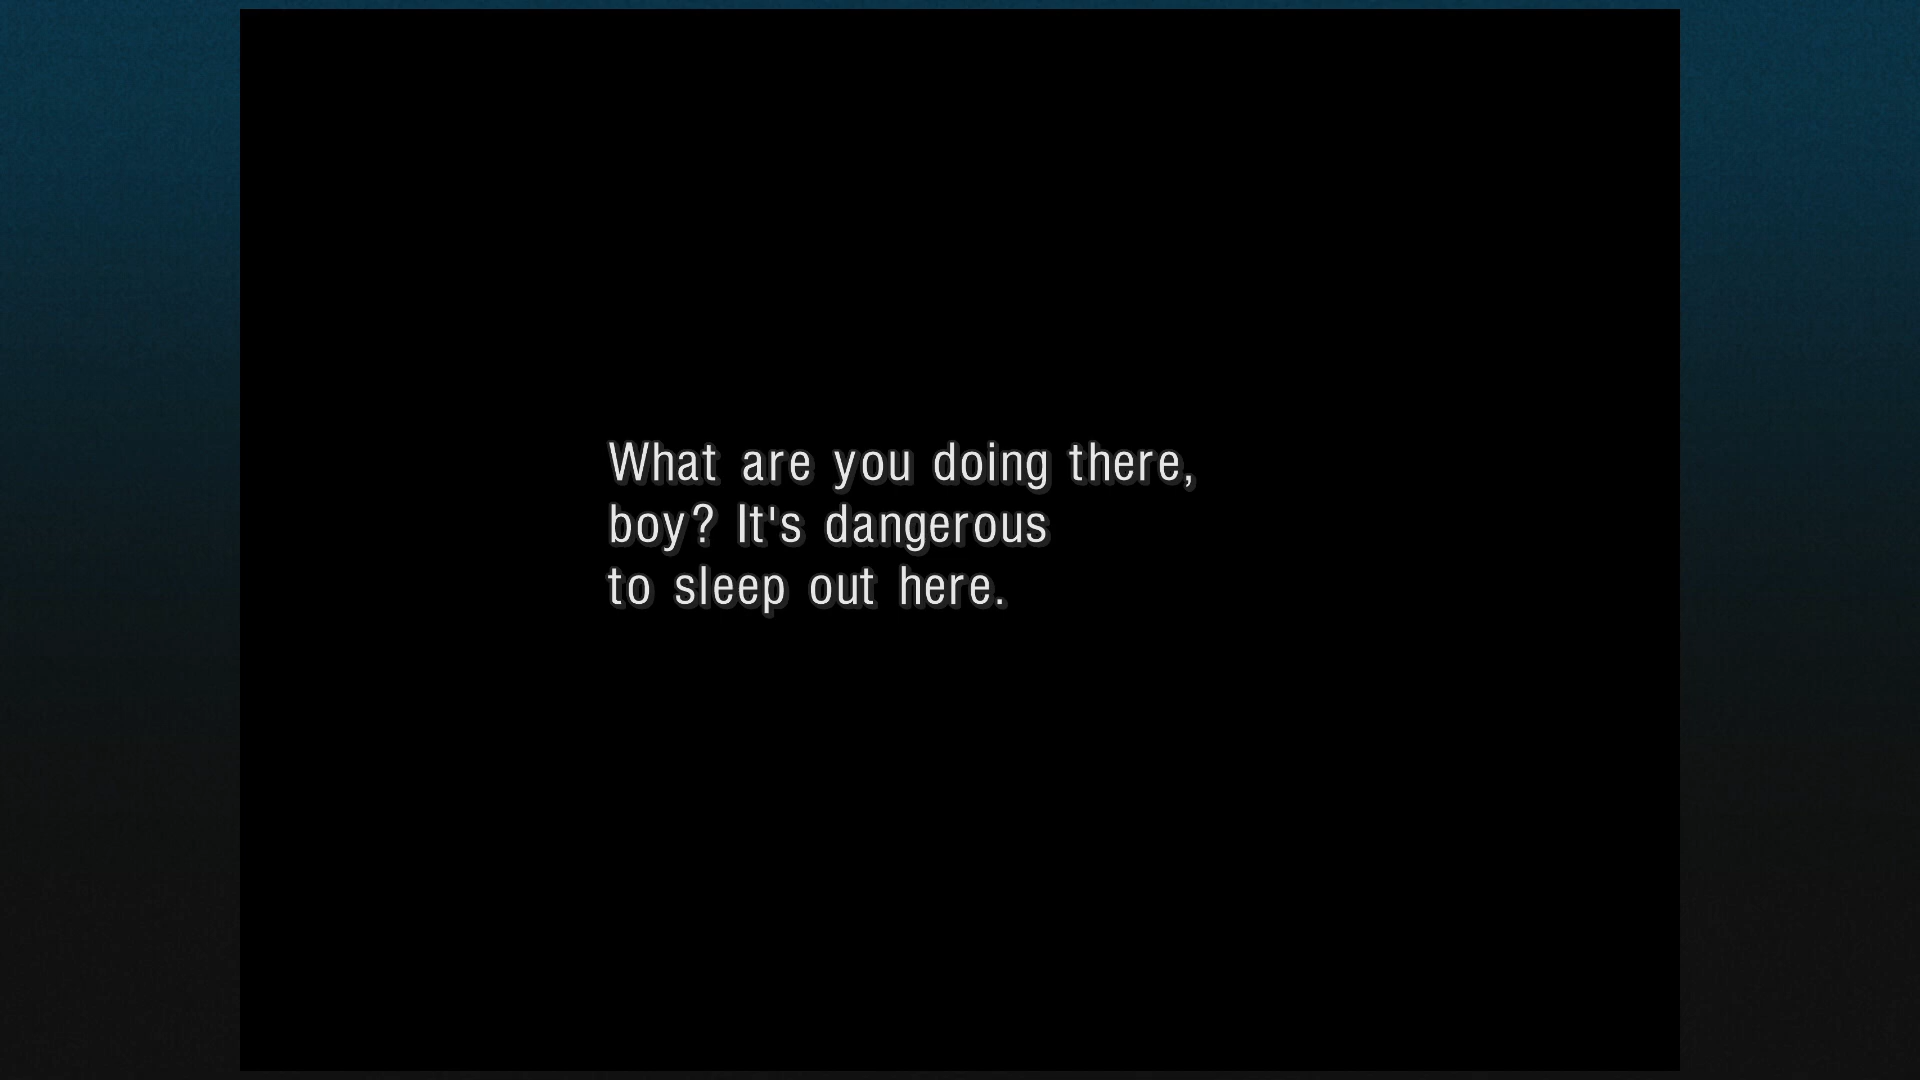 What are you doing there,
boy? It's dangerous
to sleep out here.